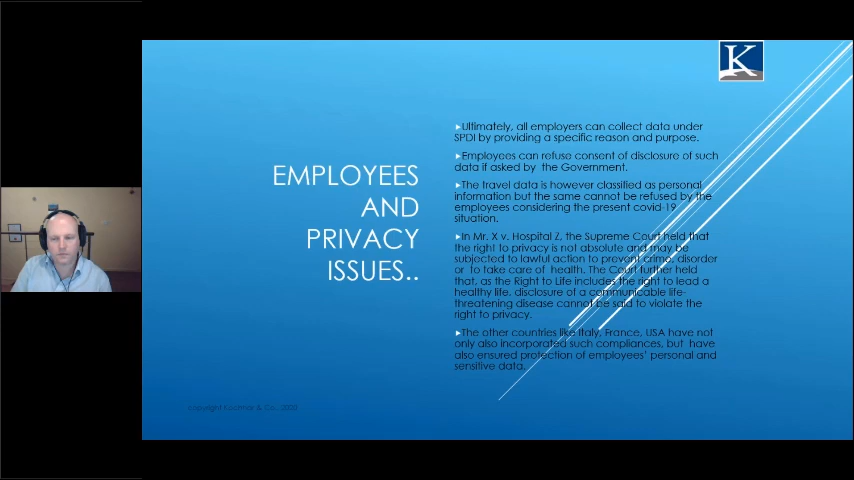 K
EMPLOYEES
AND
PRIVACY
ISSUES..
Ultimately, all employers can collect data under
SPDI by providing a specific reason and purpose.
Employees can refuse consent of disclosure of such
data if asked by the Government.
The travel data is however classified as personal
information but the same cannot be refused by the
employees considering the present covid-19
situation.
In Mr. X v. Hospital Z, the Supreme Court held that
the right to privacy is not absolute and may be
subjected to lawful action to prevent crime, disorder
or to take care of health. The Court further held
that, as the Right to Life includes the right to lead a
healthy life, disclosure of a communicable life-
threatening disease cannot be said to violate the
right to privacy.
The other countries like Italy, France, USA have not
only also incorporated such compliances, but have
also ensured protection of employees' personal and
sensitive data.
copyright & Co., 2020